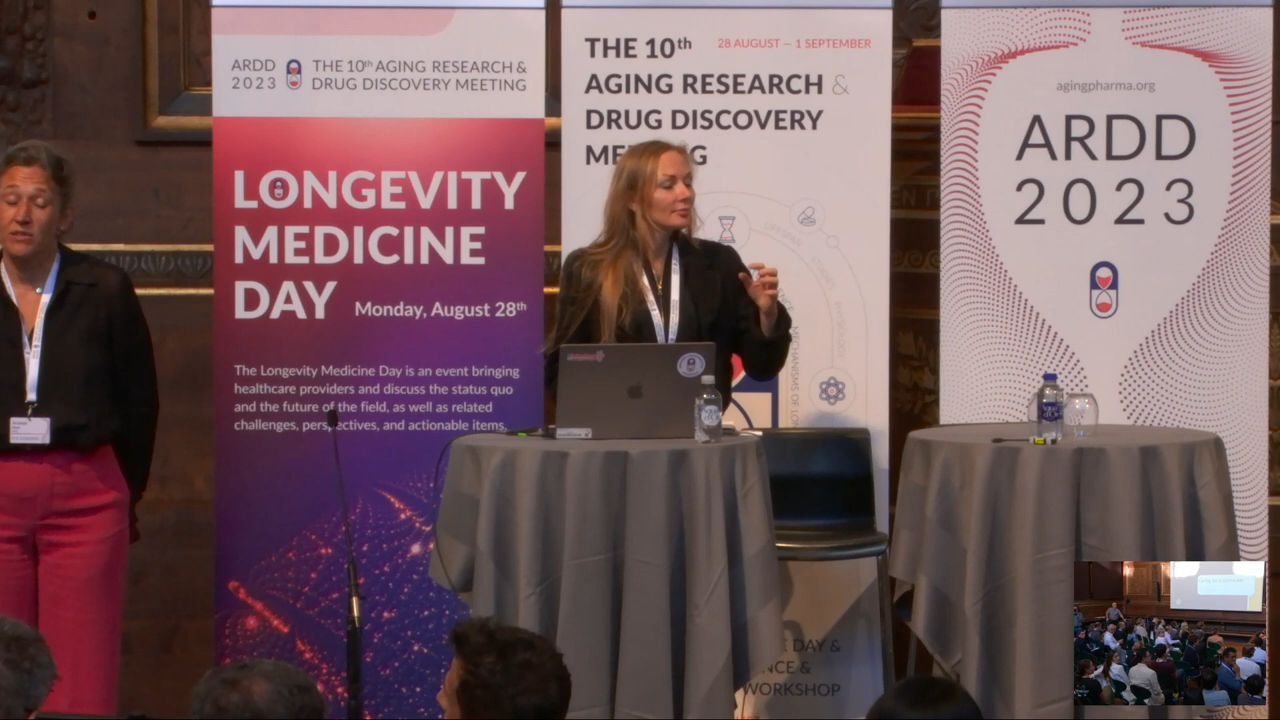 ARDD
2023
THE 10th AGING RESEARCH &
DRUG DISCOVERY MEETING
LONGEVITY
MEDICINE
DAY
Monday, August 28th
The Longevity Medicine Day is an event bringing
healthcare providers and discuss the status quo
and the future of the field, as well as related
challenges, perspectives, and actionable items.
THE 10th
28 AUGUST – 1 SEPTEMBER
AGING RESEARCH &
DRUG DISCOVERY
MEETING
DAY &
NCE &
WORKSHOP
agingpharma.org
ARDD
2023